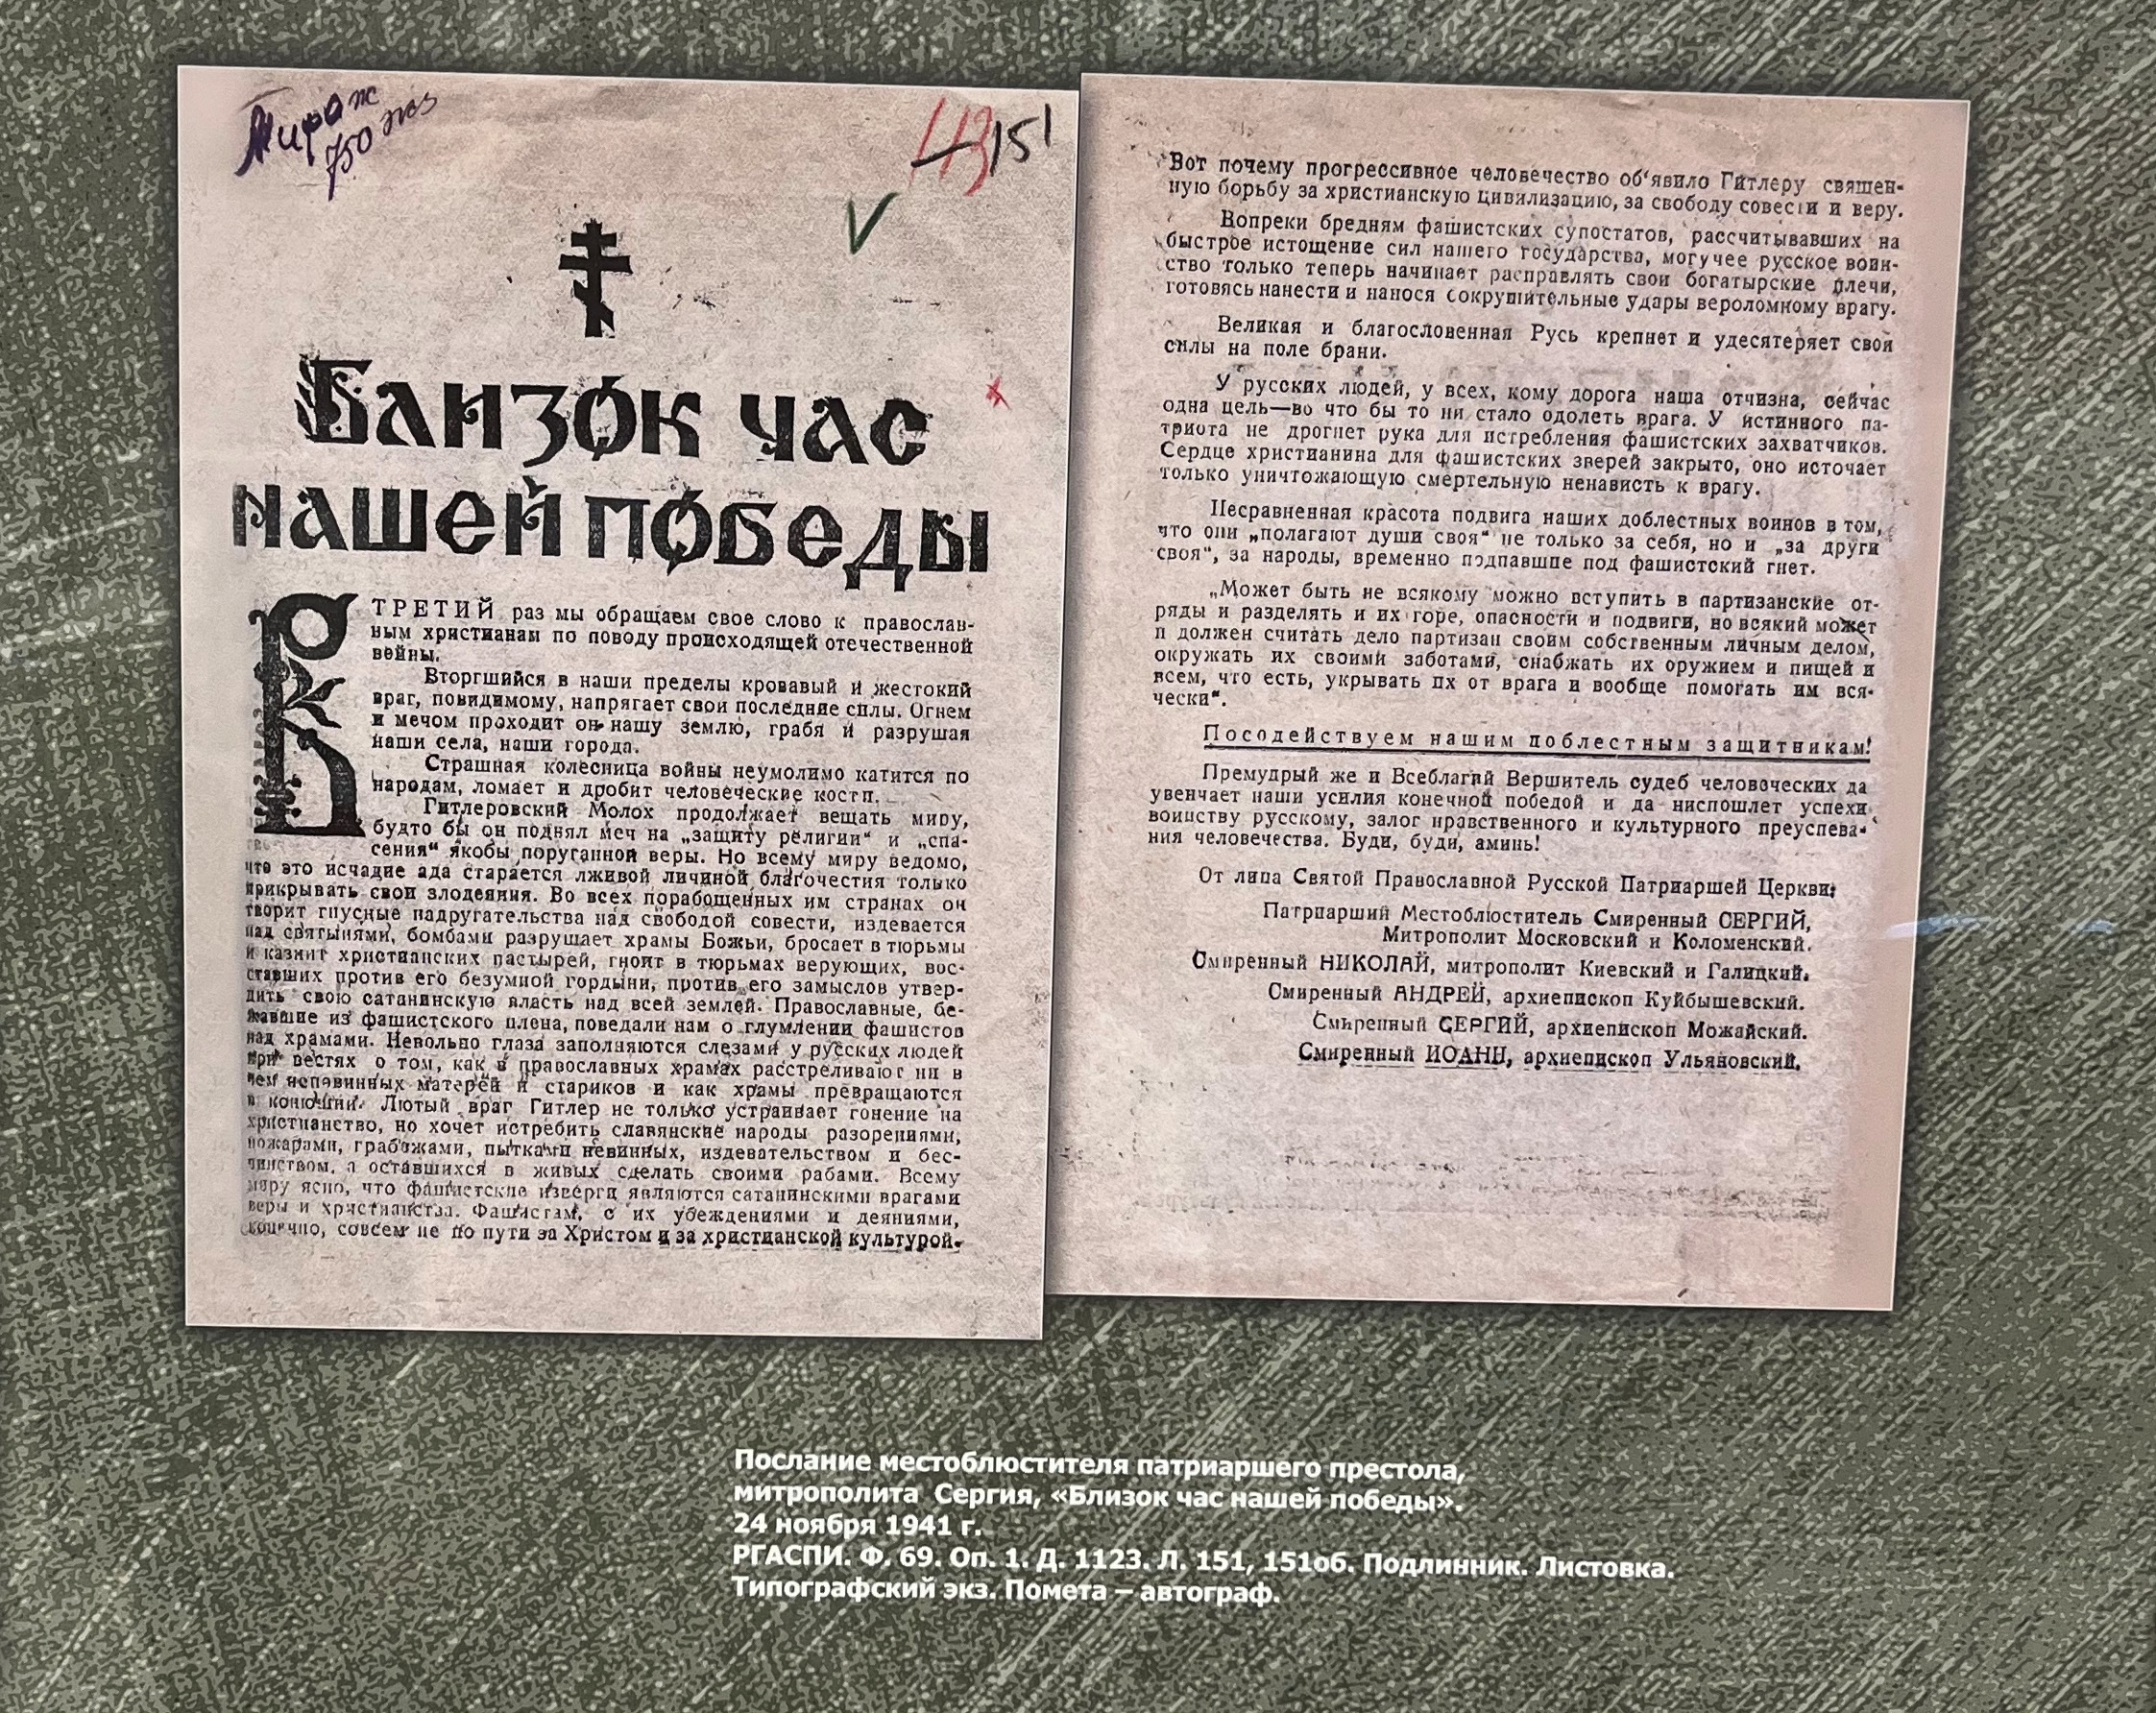 Тираж
750 экз
113
151
Близок час
нашей победы
В ТРЕТИЙ раз мы обращаем свое слово к православ-
ным христианам по поводу происходящей отечественной
войны.
Вторгшийся в наши пределы кровавый и жестокий
враг, повидимому, напрягает свои последние силы. Огнем
и мечом проходит он нашу землю, грабя и разрушая
наши села, наши города.
Страшная колесница войны неумолимо катится по
народам, ломает и дробит человеческие кости.
Гитлеровский Молох продолжает вещать миру,
будто бы он поднял меч на „защиту религии“ и „спа-
сения“ якобы поруганной веры. Но всему миру ведомо,
что это исчадие ада старается лживой личиной благочестия только
прикрывать свои злодеяния. Во всех порабощенных им странах он
творит гнусные надругательства над свободой совести, издевается
над святынями, бомбами разрушает храмы Божьи, бросает в тюрьмы
и казнит христианских пастырей, гноит в тюрьмах верующих, вос-
ставших против его безумной гордыни, против его замыслов утвер-
дить свою сатанинскую власть над всей землей. Православные, бе-
жавшие из фашистского плена, поведали нам о глумлении фашистов
над храмами. Невольно глаза заполняются слезами у русских людей
при вестях о том, как в православных храмах расстреливают ни в
чем неповинных матерей и стариков и как храмы превращаются
в конюшни. Лютый враг Гитлер не только устраивает гонение на
христианство, но хочет истребить славянские народы разорениями,
пожарами, грабежами, пытками невинных, издевательством и бес-
чинством, а оставшихся в живых сделать своими рабами. Всему
миру ясно, что фашистские изверги являются сатанинскими врагами
веры и христианства. Фашистам, с их убеждениями и деяниями,
конечно, совсем не по пути за Христом и за христианской культурой.
Вот почему прогрессивное человечество об‘явило Гитлеру священ-
ную борьбу за христианскую цивилизацию, за свободу совести и веру.
Вопреки бредням фашистских супостатов, рассчитывавших на
быстрое истощение сил нашего государства, могучее русское воин-
ство только теперь начинает расправлять свои богатырские плечи,
готовясь нанести и нанося сокрушительные удары вероломному врагу.
Великая и благословенная Русь крепнет и удесятеряет свои
силы на поле брани.
У русских людей, у всех, кому дорога наша отчизна, сейчас
одна цель—во что бы то ни стало одолеть врага. У истинного па-
триота не дрогнет рука для истребления фашистских захватчиков.
Сердце христианина для фашистских зверей закрыто, оно источает
только уничтожающую смертельную ненависть к врагу.
Несравненная красота подвига наших доблестных воинов в том,
что они „полагают души своя“ не только за себя, но и „за други
своя“, за народы, временно подпавшие под фашистский гнет.
„Может быть не всякому можно вступить в партизанские от-
ряды и разделять и их горе, опасности и подвиги, но всякий может
и должен считать дело партизан своим собственным личным делом,
окружать их своими заботами, снабжать их оружием и пищей и
всем, что есть, укрывать их от врага и вообще помогать им вся-
чески“.
Посодействуем нашим доблестным защитникам!
Премудрый же и Всеблагий Вершитель судеб человеческих да
увенчает наши усилия конечной победой и да ниспошлет успехи
воинству русскому, залог нравственного и культурного преуспева-
ния человечества. Буди, буди, аминь!
От лица Святой Православной Русской Патриаршей Церкви:
Патриарший Местоблюститель Смиренный СЕРГИЙ,
Митрополит Московский и Коломенский.
Смиренный НИКОЛАЙ, митрополит Киевский и Галицкий.
Смиренный АНДРЕЙ, архиепископ Куйбышевский.
Смиренный СЕРГИЙ, архиепископ Можайский.
Смиренный ИОАНН, архиепископ Ульяновский.
Послание местоблюстителя патриаршего престола,
митрополита Сергия, «Близок час нашей победы».
24 ноября 1941 г.
РГАСПИ. Ф. 69. Оп. 1. Д. 1123. Л. 151, 151об. Подлинник. Листовка.
Типографский экз. Помета – автограф.